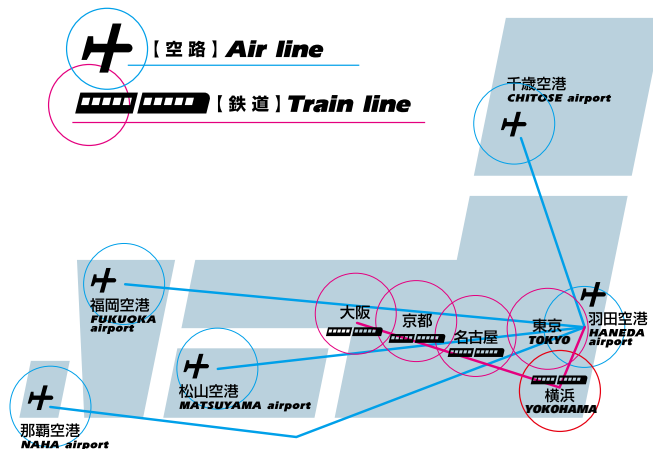 【空路】Air line
【鉄道】Train line
千歳空港
CHITOSE airport
福岡空港
FUKUOKA
airport
大阪
京都
名古屋
東京
TOKYO
羽田空港
HANEDA
airport
松山空港
MATSUYAMA airport
横浜
YOKOHAMA
那覇空港
NAHA airport